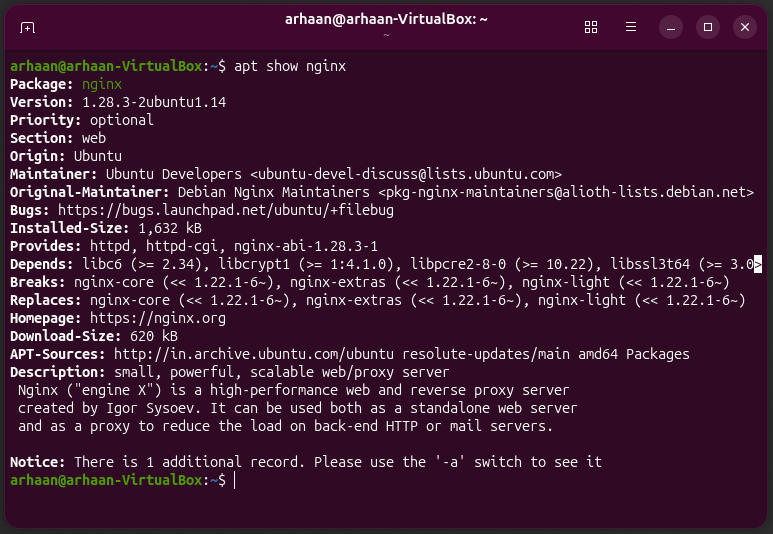 arhaan@arhaan-VirtualBox: ~
~
arhaan@arhaan-VirtualBox:~$ apt show nginx
Package: nginx
Version: 1.28.3-2ubuntu1.14
Priority: optional
Section: web
Origin: Ubuntu
Maintainer: Ubuntu Developers <ubuntu-devel-discuss@lists.ubuntu.com>
Original-Maintainer: Debian Nginx Maintainers <pkg-nginx-maintainers@alioth-lists.debian.net>
Bugs: https://bugs.launchpad.net/ubuntu/+filebug
Installed-Size: 1,632 kB
Provides: httpd, httpd-cgi, nginx-abi-1.28.3-1
Depends: libc6 (>= 2.34), libcrypt1 (>= 1:4.1.0), libpcre2-8-0 (>= 10.22), libssl3t64 (>= 3.0>
Breaks: nginx-core (<< 1.22.1-6~), nginx-extras (<< 1.22.1-6~), nginx-light (<< 1.22.1-6~)
Replaces: nginx-core (<< 1.22.1-6~), nginx-extras (<< 1.22.1-6~), nginx-light (<< 1.22.1-6~)
Homepage: https://nginx.org
Download-Size: 620 kB
APT-Sources: http://in.archive.ubuntu.com/ubuntu resolute-updates/main amd64 Packages
Description: small, powerful, scalable web/proxy server
 Nginx ("engine X") is a high-performance web and reverse proxy server
 created by Igor Sysoev. It can be used both as a standalone web server
 and as a proxy to reduce the load on back-end HTTP or mail servers.

Notice: There is 1 additional record. Please use the '-a' switch to see it
arhaan@arhaan-VirtualBox:~$